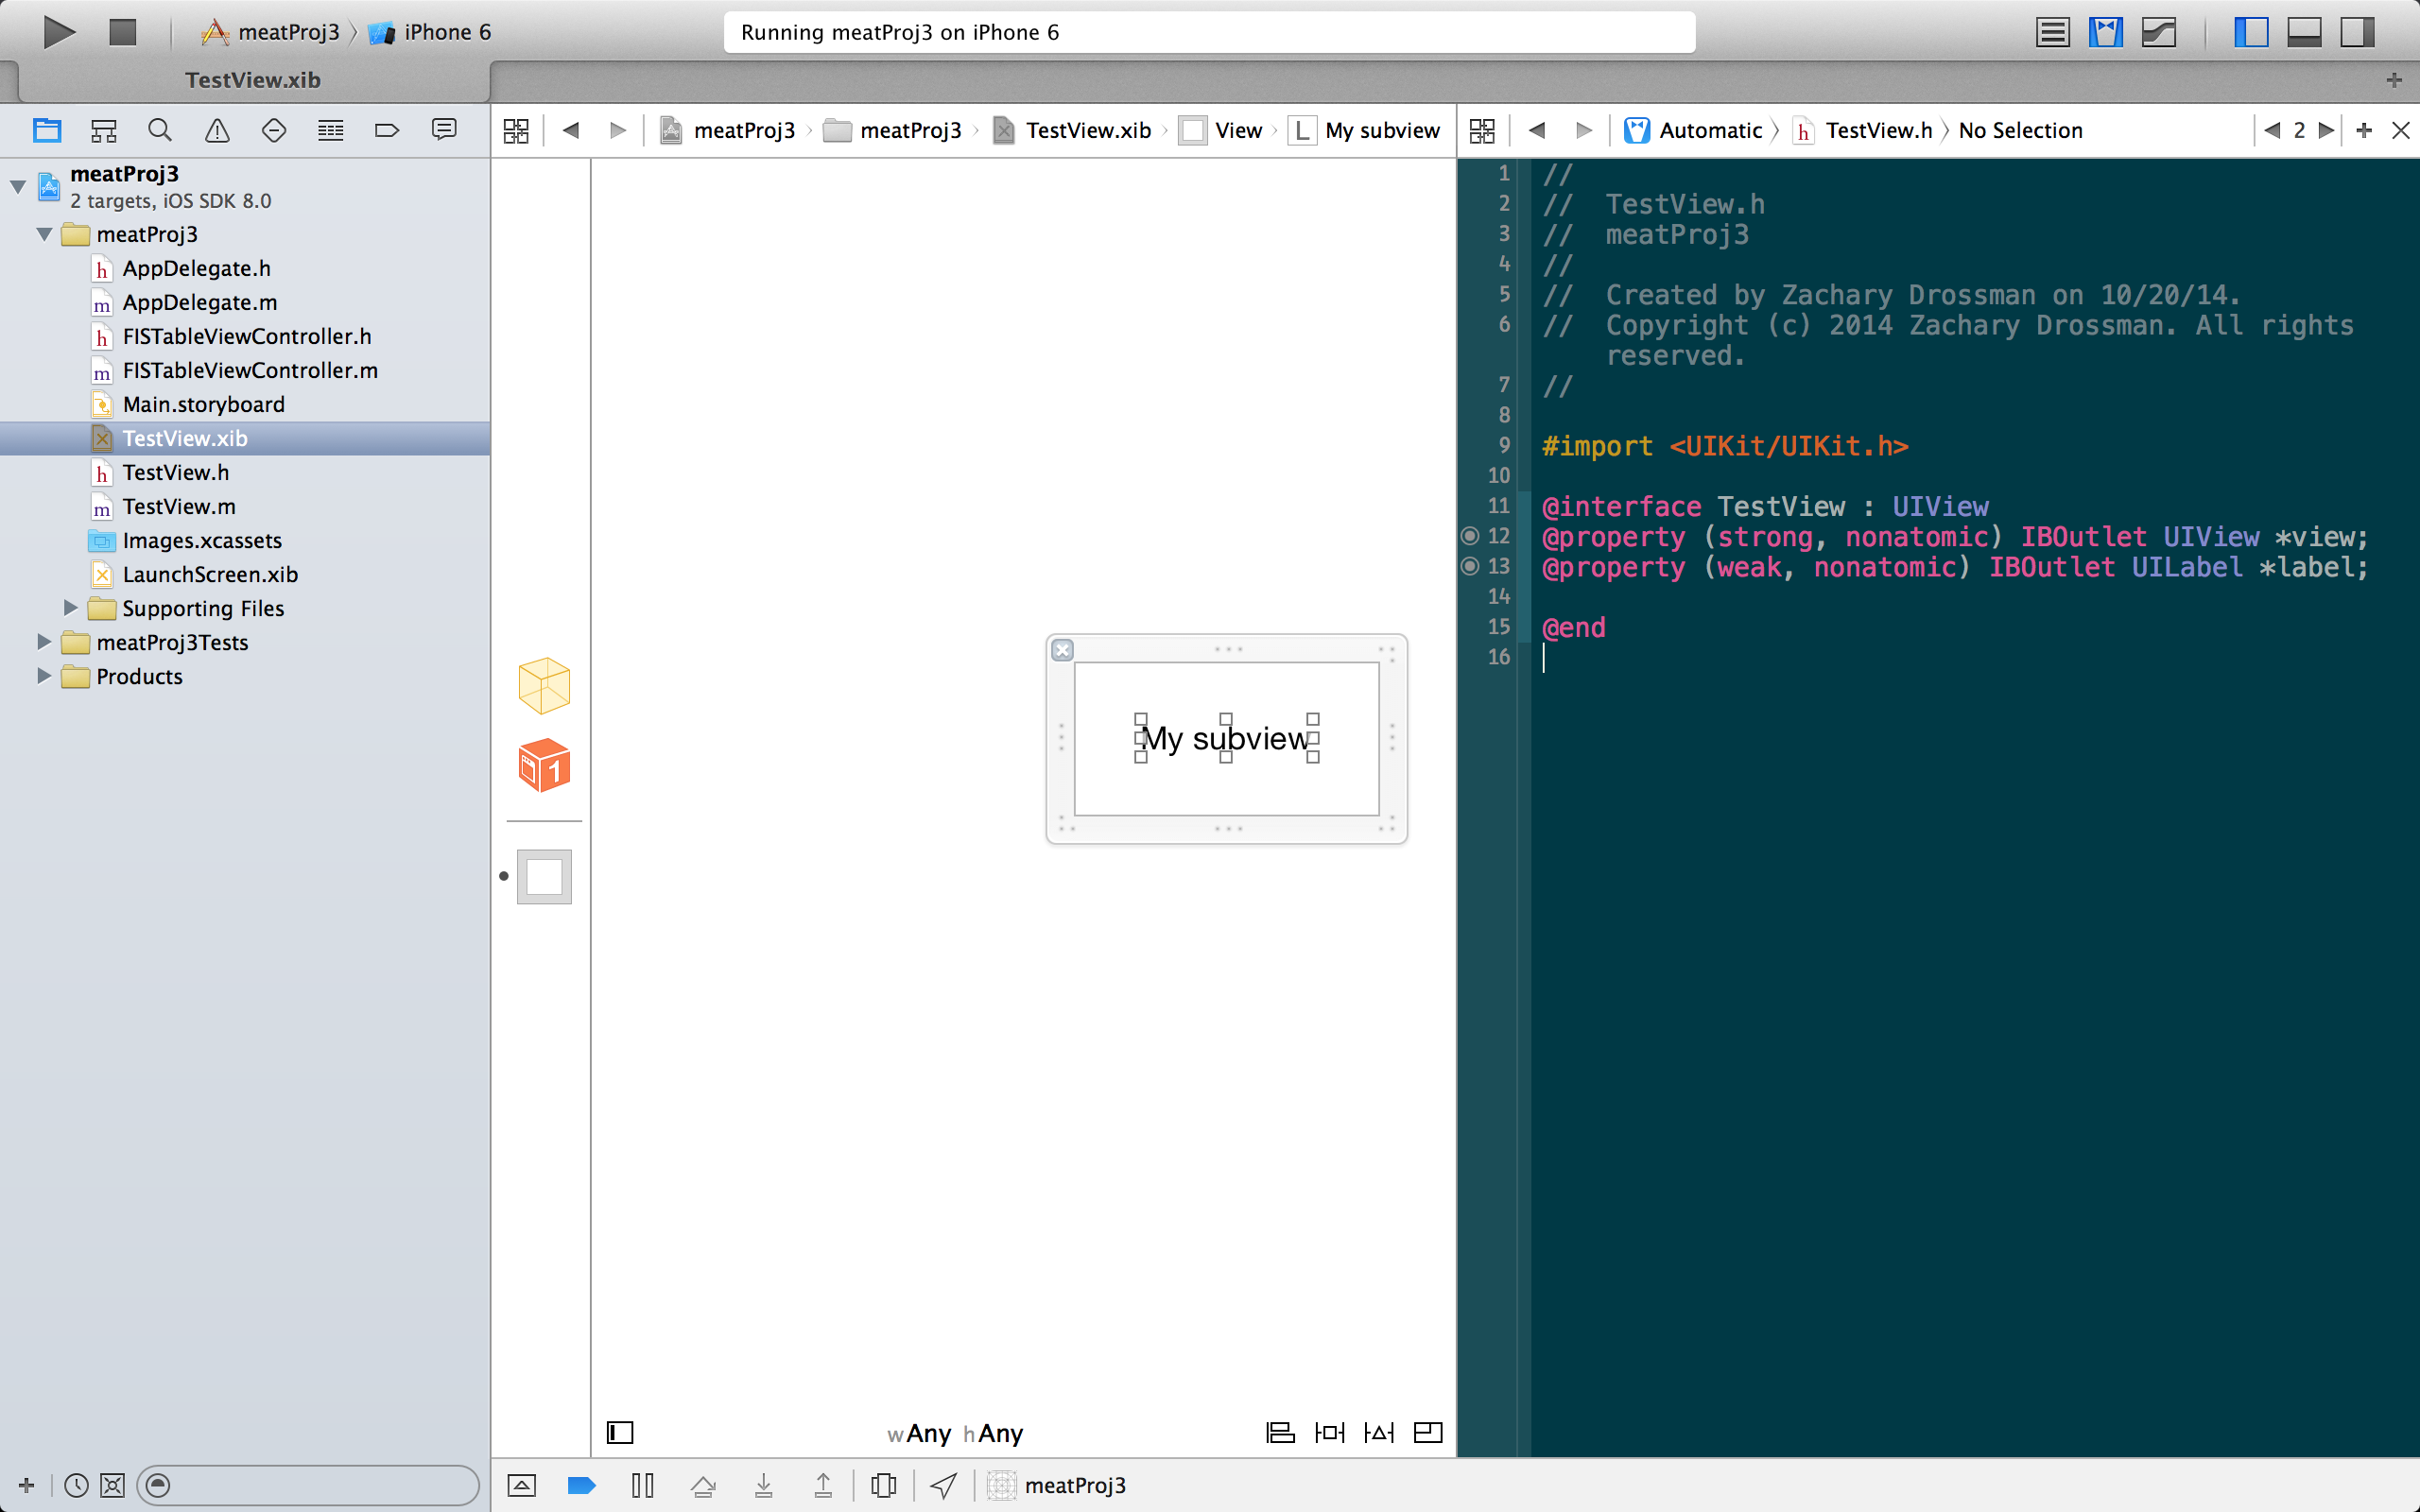 meatProj3 iPhone 6
Running meatProj3 on iPhone 6
TestView.xib
meatProj3
2 targets, iOS SDK 8.0
meatProj3
AppDelegate.h
AppDelegate.m
FISTableViewController.h
FISTableViewController.m
Main.storyboard
TestView.xib
TestView.h
TestView.m
Images.xcassets
LaunchScreen.xib
Supporting Files
meatProj3Tests
Products
meatProj3 meatProj3 TestView.xib View L My subview
1
My subview
wAny hAny
Automatic h TestView.h No Selection 2
1 //
2 //  TestView.h
3 //  meatProj3
4 //
5 //  Created by Zachary Drossman on 10/20/14.
6 //  Copyright (c) 2014 Zachary Drossman. All rights
reserved.
7 //
8
9 #import <UIKit/UIKit.h>
10
11 @interface TestView : UIView
12 @property (strong, nonatomic) IBOutlet UIView *view;
13 @property (weak, nonatomic) IBOutlet UILabel *label;
14
15 @end
16
meatProj3